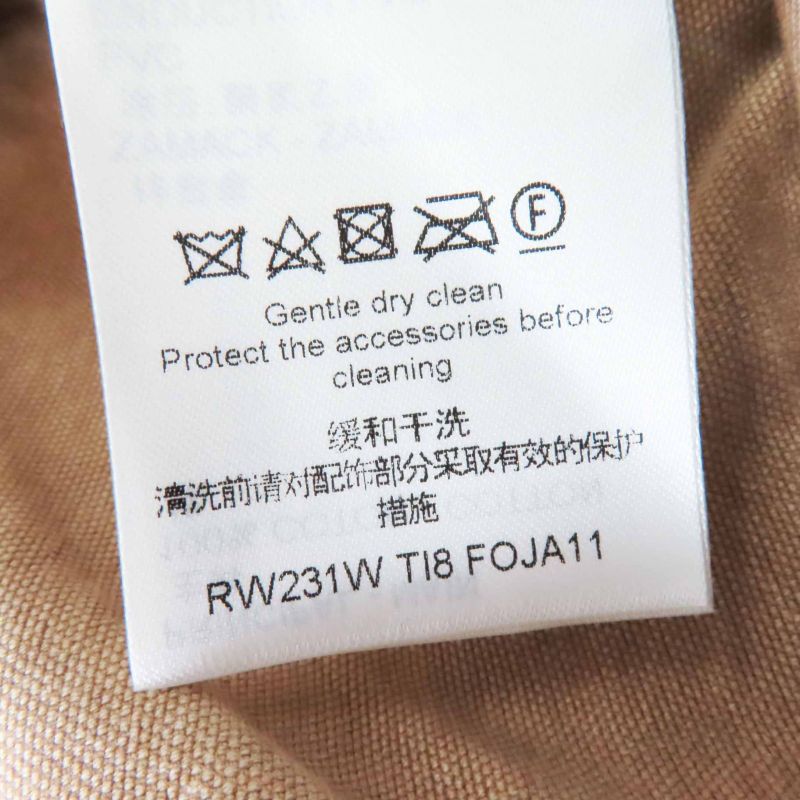 F
Gentle dry clean
Protect the accessories before
cleaning
缓和干洗
清洗前请对配饰部分采取有效的保护
措施
RW231W TI8 FOJA11